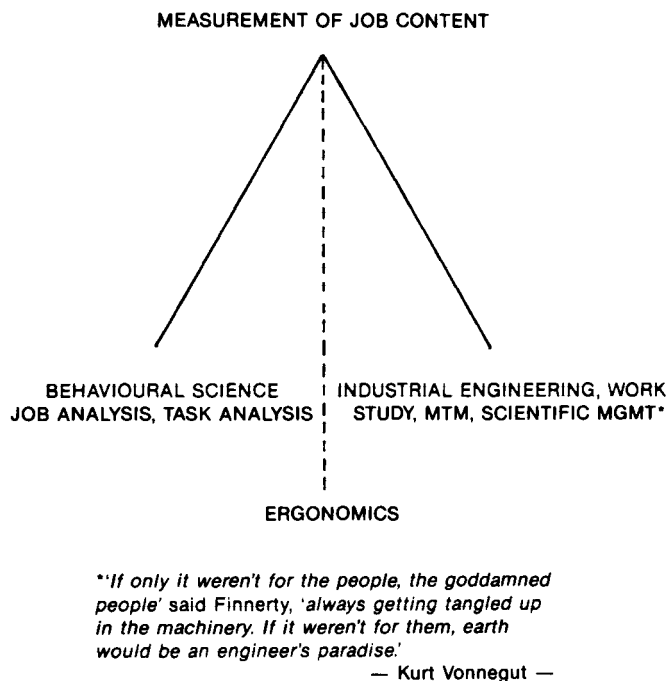 MEASUREMENT OF JOB CONTENT
BEHAVIOURAL SCIENCE
JOB ANALYSIS, TASK ANALYSIS
INDUSTRIAL ENGINEERING, WORK
STUDY, MTM, SCIENTIFIC MGMT*
ERGONOMICS
*'If only it weren't for the people, the goddamned
people' said Finnerty, 'always getting tangled up
in the machinery. If it weren't for them, earth
would be an engineer's paradise.'
— Kurt Vonnegut —